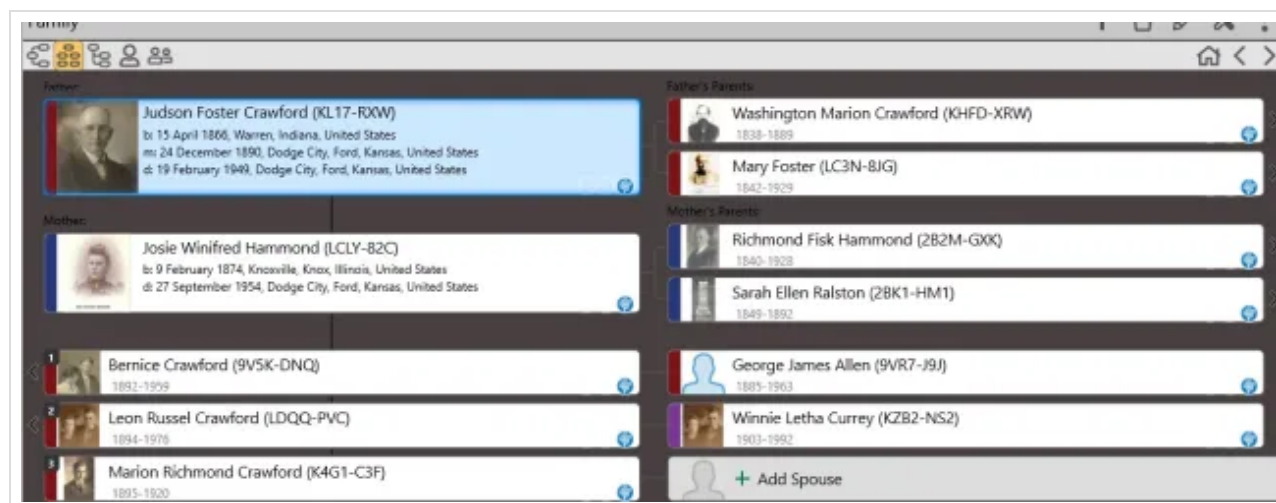 Family
Father:
Judson Foster Crawford (KL17-RXW)
b: 15 April 1866, Warren, Indiana, United States
m: 24 December 1890, Dodge City, Ford, Kansas, United States
d: 19 February 1949, Dodge City, Ford, Kansas, United States
Father's Parents:
Washington Marion Crawford (KHFD-XRW)
1838-1889
Mary Foster (LC3N-8JG)
1842-1929
Mother:
Josie Winifred Hammond (LCLY-82C)
b: 9 February 1874, Knoxville, Knox, Illinois, United States
d: 27 September 1954, Dodge City, Ford, Kansas, United States
Mother's Parents:
Richmond Fisk Hammond (2B2M-GXK)
1840-1928
Sarah Ellen Ralston (2BK1-HM1)
1849-1892
1
Bernice Crawford (9V5K-DNQ)
1892-1959
George James Allen (9VR7-J9J)
1885-1963
2
Leon Russel Crawford (LDQQ-PVC)
1894-1976
Winnie Letha Currey (KZB2-NS2)
1903-1992
3
Marion Richmond Crawford (K4G1-C3F)
1895-1920
+ Add Spouse